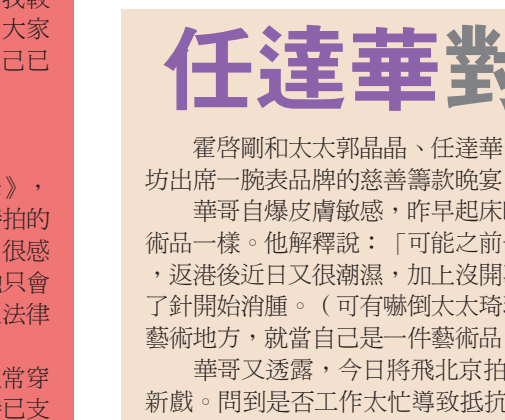 大家
己已
》，
拍的
很感
只會
法律
常穿
已支
任達華對
霍啓剛和太太郭晶晶、任達華
坊出席一腕表品牌的慈善籌款晚宴
華哥自爆皮膚敏感，昨早起床
術品一樣。他解釋說：「可能之前
，返港後近日又很潮濕，加上沒開
了針開始消腫。（可有嚇倒太太琦
藝術地方，就當自己是一件藝術品
華哥又透露，今日將飛北京拍
新戲。問到是否工作太忙導致抵抗